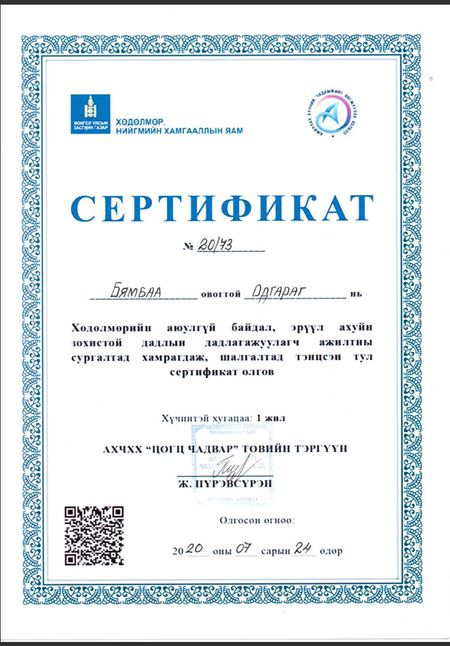 МОНГОЛ УЛСЫН
ЗАСГИЙН ГАЗАР
ХӨДӨЛМӨР,
НИЙГМИЙН ХАМГААЛЛЫН ЯАМ
СЕРТИФИКАТ
№ 20/73
БЯМБАА овогтой ОДГАРАГ нь
Хөдөлмөрийн аюулгүй байдал, эрүүл ахуйн
зохистой дадлын дадлагажуулагч ажилтны
сургалтад хамрагдаж, шалгалтад тэнцсэн тул
сертификат олгов
Хүчинтэй хугацаа: 1 жил
АХЧХХ “ЦОГЦ ЧАДВАР” ТӨВИЙН ТЭРГҮҮН
Ж. ПҮРЭВСҮРЭН
Олгосон огноо:
2020 оны 07 сарын 24 өдөр